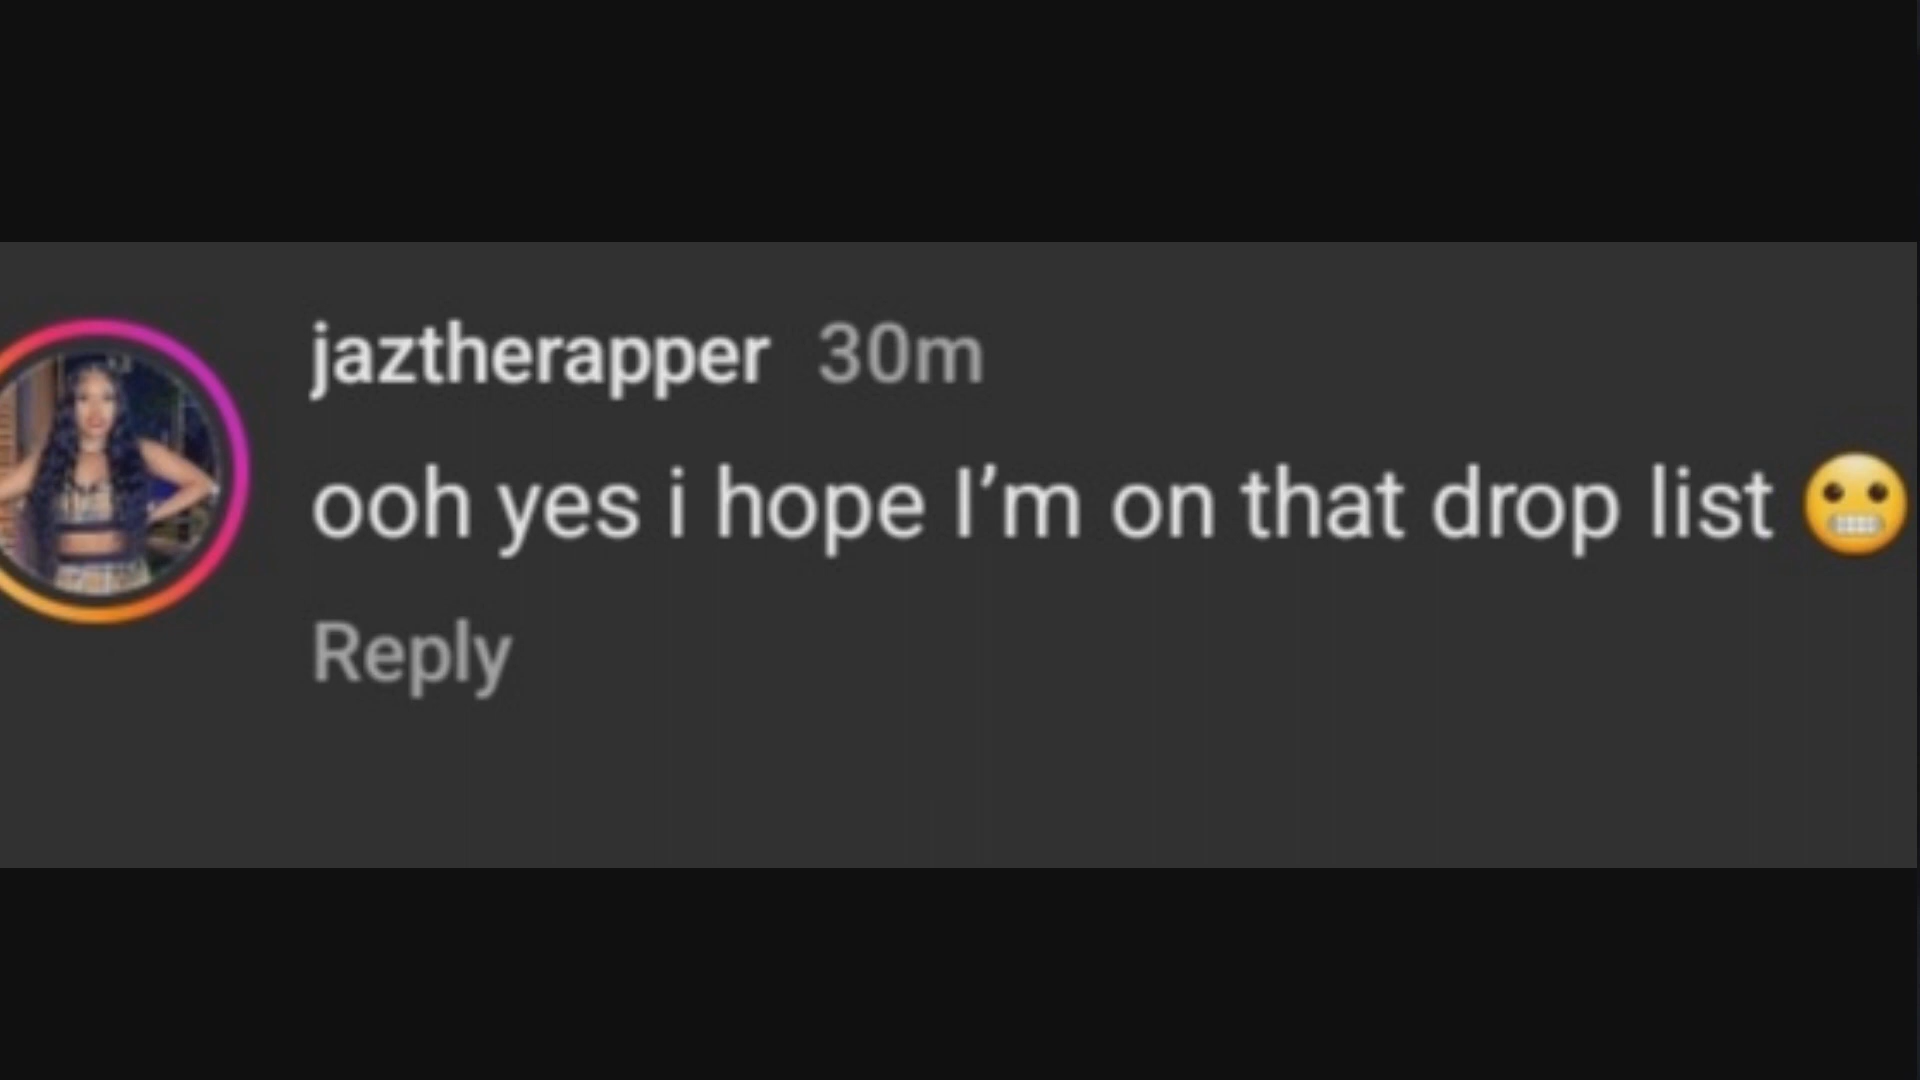 jaztherapper 30m
ooh yes i hope I’m on that drop list 😬
Reply